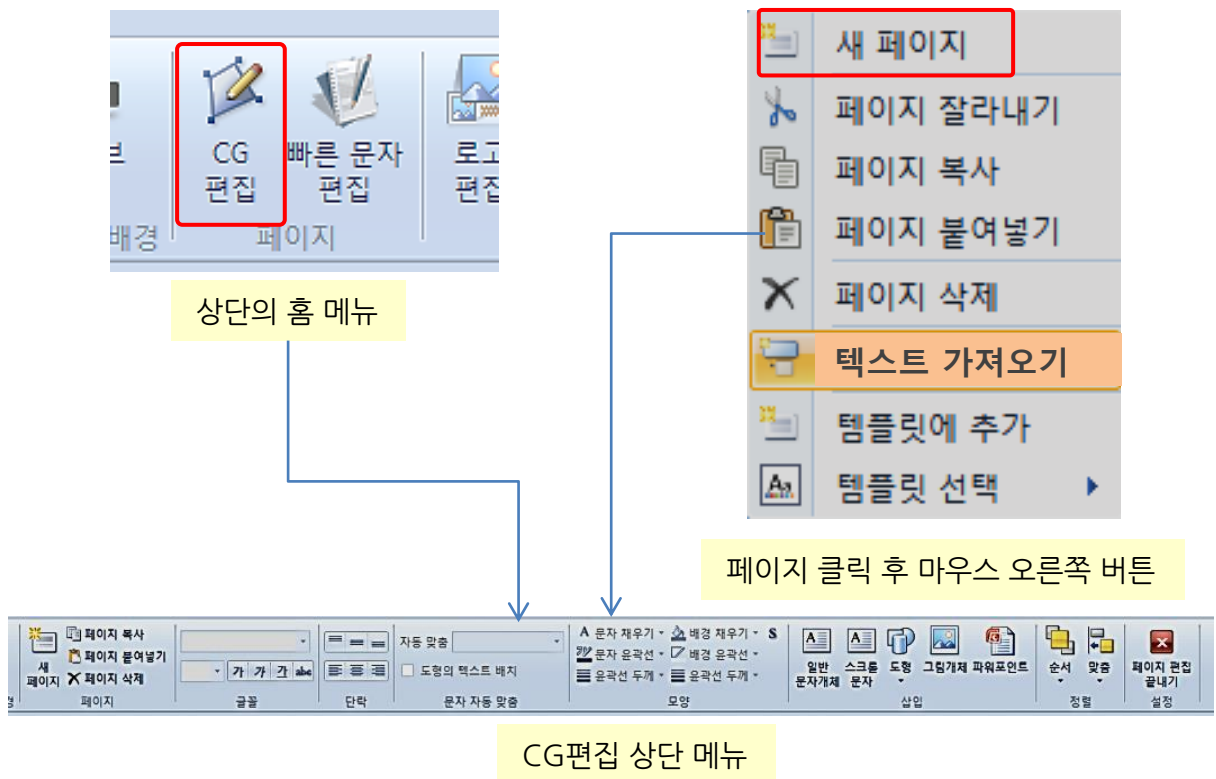 CG
편집
빠른 문자
편집
로고
편집
배경
페이지
상단의 홈 메뉴
새 페이지
페이지 잘라내기
페이지 복사
페이지 붙여넣기
페이지 삭제
텍스트 가져오기
템플릿에 추가
템플릿 선택
페이지 클릭 후 마우스 오른쪽 버튼
새
페이지
페이지 복사
페이지 붙여넣기
페이지 삭제
페이지
가 가 가 abc
글꼴
단락
자동 맞춤
도형의 텍스트 배치
문자 자동 맞춤
A 문자 채우기 배경 채우기 S
가 문자 윤곽선 배경 윤곽선
윤곽선 두께 윤곽선 두께
모양
일반
문자개체
스크롤
문자
도형
그림개체
파워포인트
삽입
순서
맞춤
정렬
페이지 편집
끝내기
설정
CG편집 상단 메뉴